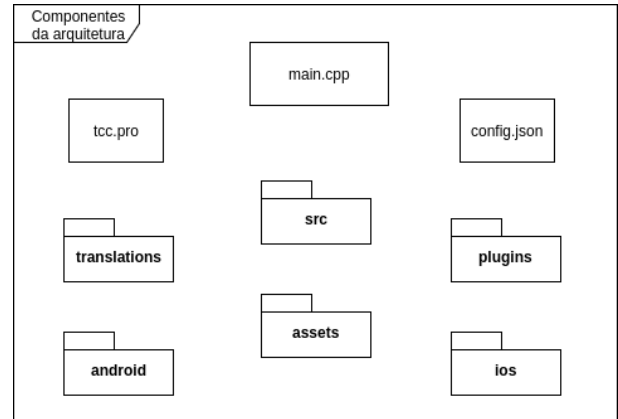 Componentes
da arquitetura
main.cpp
tcc.pro
config.json
src
translations
plugins
assets
android
ios